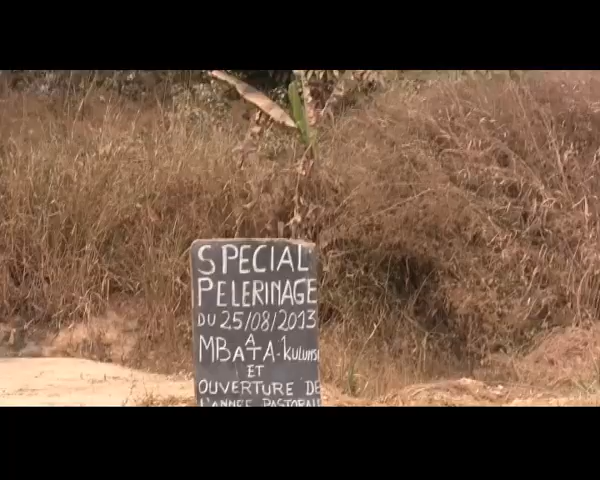 SPECIAL
PELERINAGE
DU 25/08/2013
A
MBATA-KULUNSI
ET
OUVERTURE DE
L'ANNEE PASTORALE